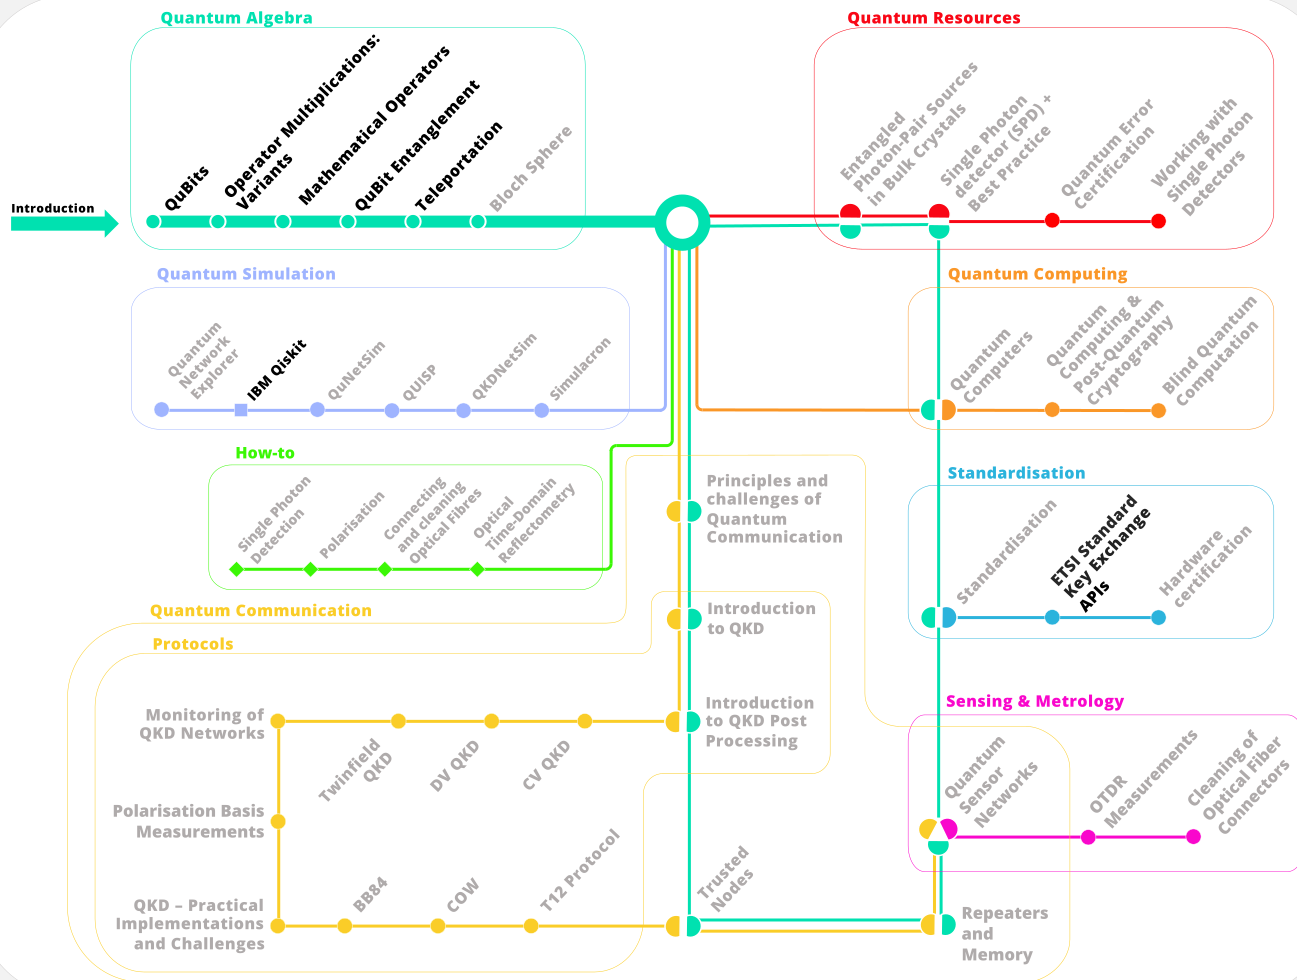 Quantum Algebra
Introduction
QuBits
Operator Multiplications:
Variants
Mathematical Operators
QuBit Entanglement
Teleportation
Bloch Sphere
Quantum Resources
Entangled
Photon-Pair Sources
in Bulk Crystals
Single Photon
detector (SPD) +
Best Practice
Quantum Error
Certification
Working with
Single Photon
Detectors
Quantum Simulation
Quantum
Network
Explorer
IBM Qiskit
QuNetSim
QUISP
QKDNetSim
Simulacron
Quantum Computing
Quantum
Computers
Quantum
Computing &
Post-Quantum
Cryptography
Blind Quantum
Computation
How-to
Single Photon
Detection
Polarisation
Connecting
and cleaning
Optical Fibres
Optical
Time-Domain
Reflectometry
Principles and
challenges of
Quantum
Communication
Standardisation
Standardisation
ETSI Standard
Key Exchange
APIs
Hardware
certification
Quantum Communication
Protocols
Introduction
to QKD
Introduction
to QKD Post
Processing
Monitoring of
QKD Networks
Twinfield
QKD
DV QKD
CV QKD
Polarisation Basis
Measurements
QKD – Practical
Implementations
and Challenges
BB84
COW
T12 Protocol
Trusted
Nodes
Sensing & Metrology
Quantum
Sensor
Networks
OTDR
Measurements
Cleaning of
Optical Fiber
Connectors
Repeaters
and
Memory